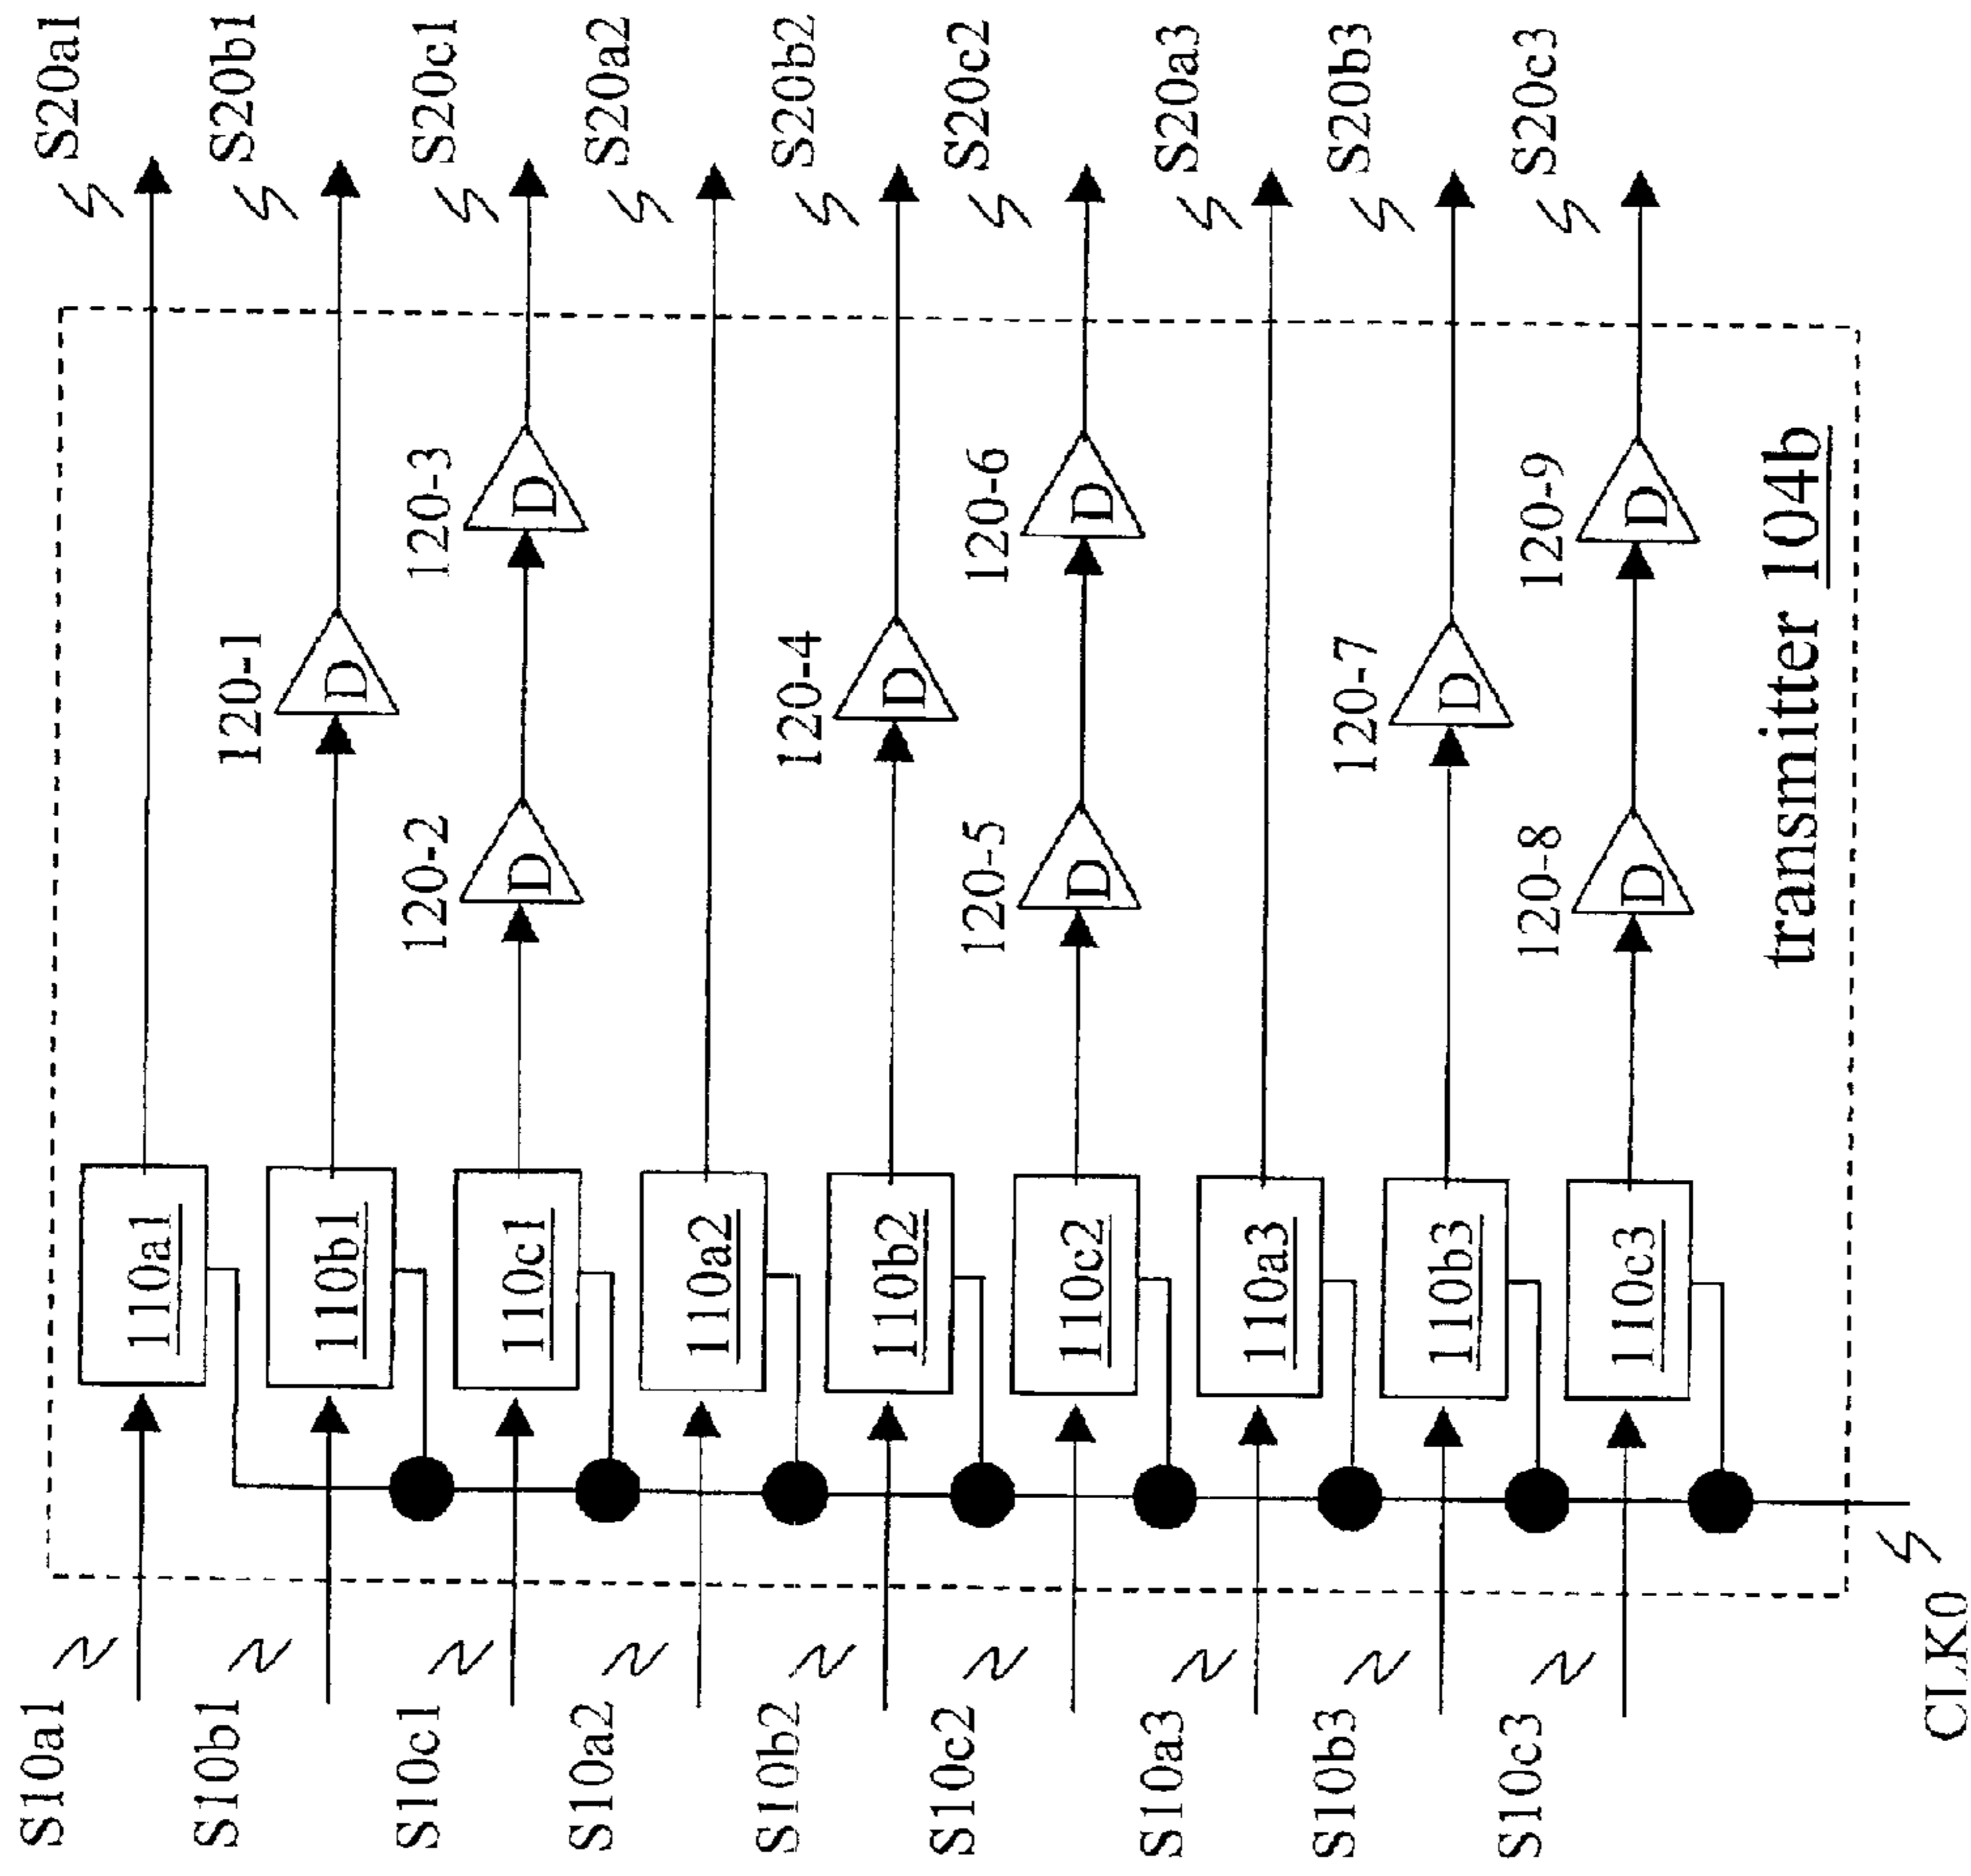 S10a1
110a1
S20a1
S10b1
110b1
120-1
D
S20b1
S10c1
110c1
120-2
D
120-3
D
S20c1
S10a2
110a2
S20a2
S10b2
110b2
120-4
D
S20b2
S10c2
110c2
120-5
D
120-6
D
S20c2
S10a3
110a3
S20a3
S10b3
110b3
120-7
D
S20b3
S10c3
110c3
120-8
D
120-9
D
S20c3
transmitter 104b
CLK0